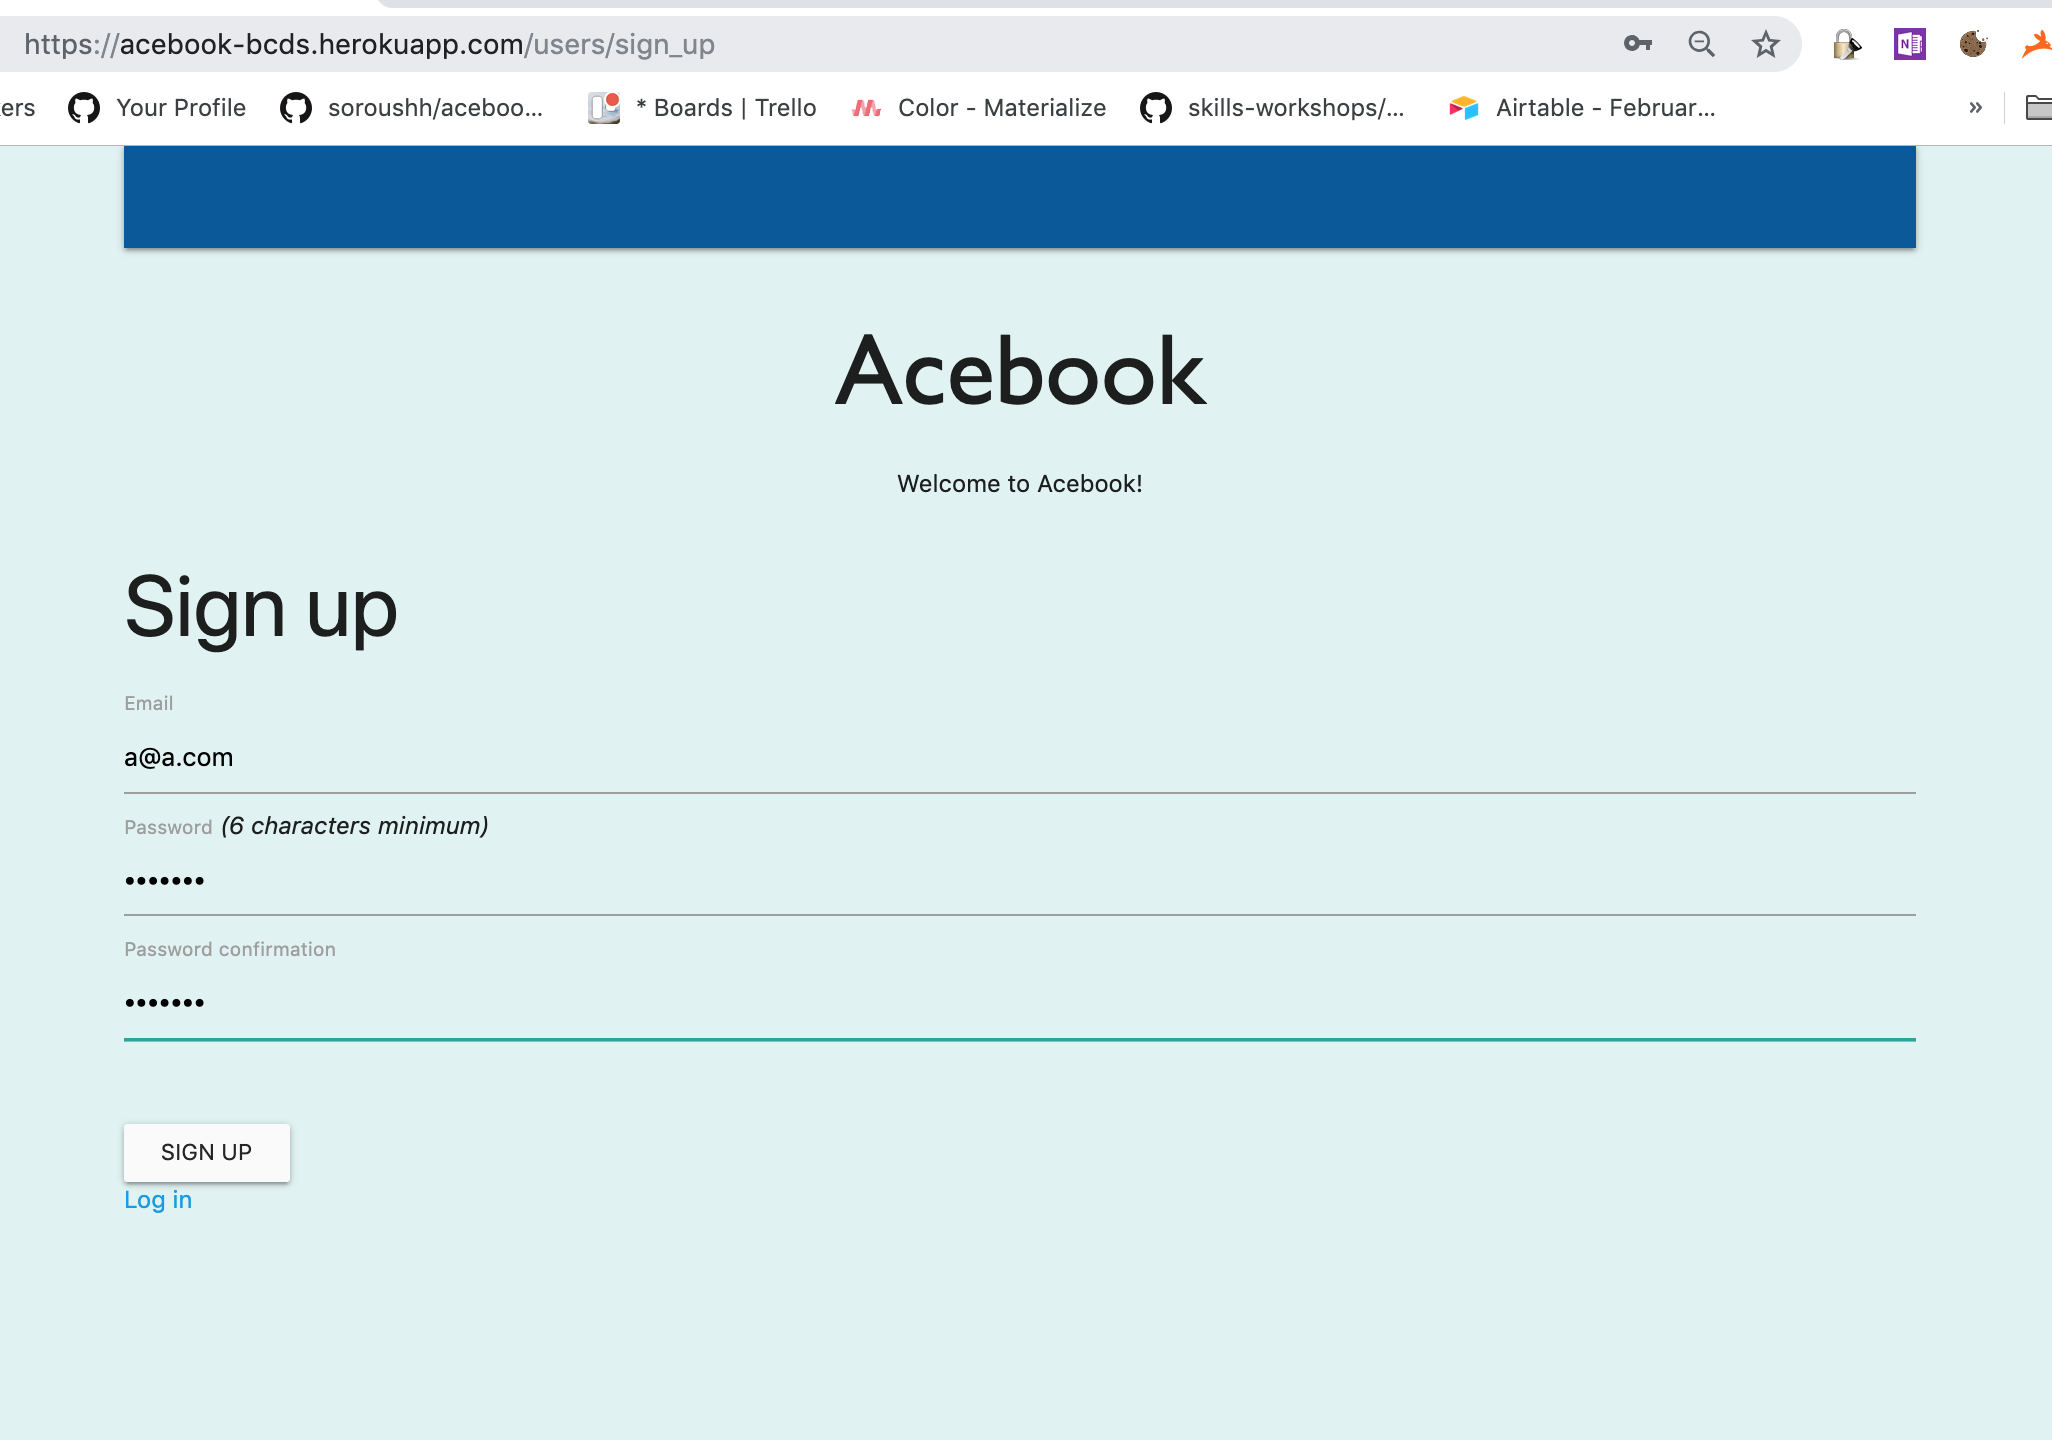 https://acebook-bcds.herokuapp.com/users/sign_up
ers Your Profile soroushh/aceboo... * Boards | Trello Color - Materialize skills-workshops/... Airtable - Februar... »
Acebook
Welcome to Acebook!
Sign up
Email
a@a.com
Password (6 characters minimum)
•••••••
Password confirmation
•••••••
SIGN UP
Log in